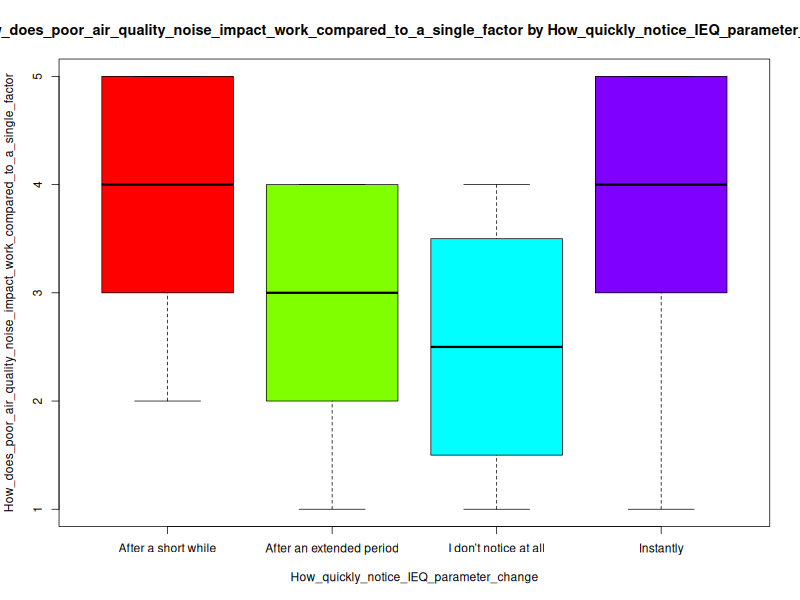 _does_poor_air_quality_noise_impact_work_compared_to_a_single_factor by How_quickly_notice_IEQ_parameter_
How_does_poor_air_quality_noise_impact_work_compared_to_a_single_factor
5
4
3
2
1
After a short while
After an extended period
I don't notice at all
Instantly
How_quickly_notice_IEQ_parameter_change